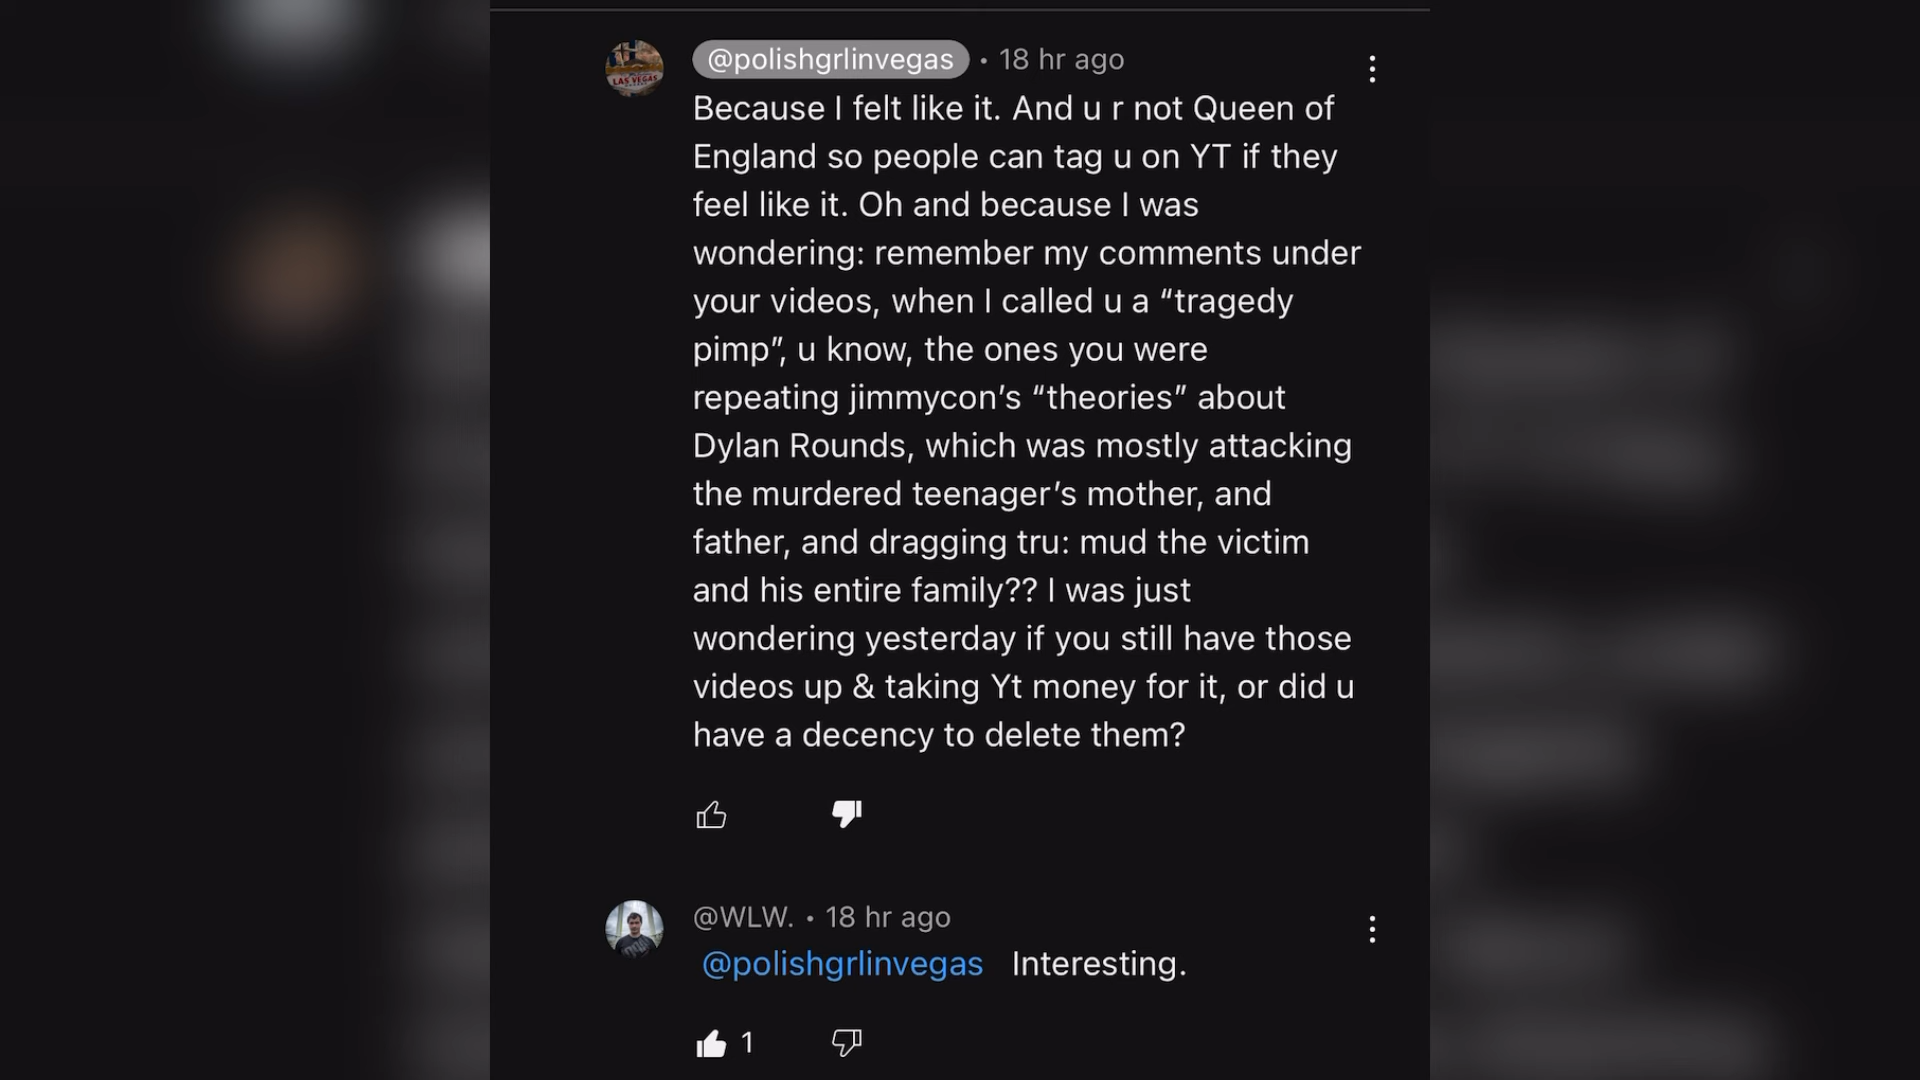 @polishgrlinvegas • 18 hr ago
Because I felt like it. And u r not Queen of
England so people can tag u on YT if they
feel like it. Oh and because I was
wondering: remember my comments under
your videos, when I called u a “tragedy
pimp”, u know, the ones you were
repeating jimmycon’s “theories” about
Dylan Rounds, which was mostly attacking
the murdered teenager’s mother, and
father, and dragging tru: mud the victim
and his entire family?? I was just
wondering yesterday if you still have those
videos up & taking Yt money for it, or did u
have a decency to delete them?
@WLW. • 18 hr ago
@polishgrlinvegas Interesting.
1
LAS VEGAS